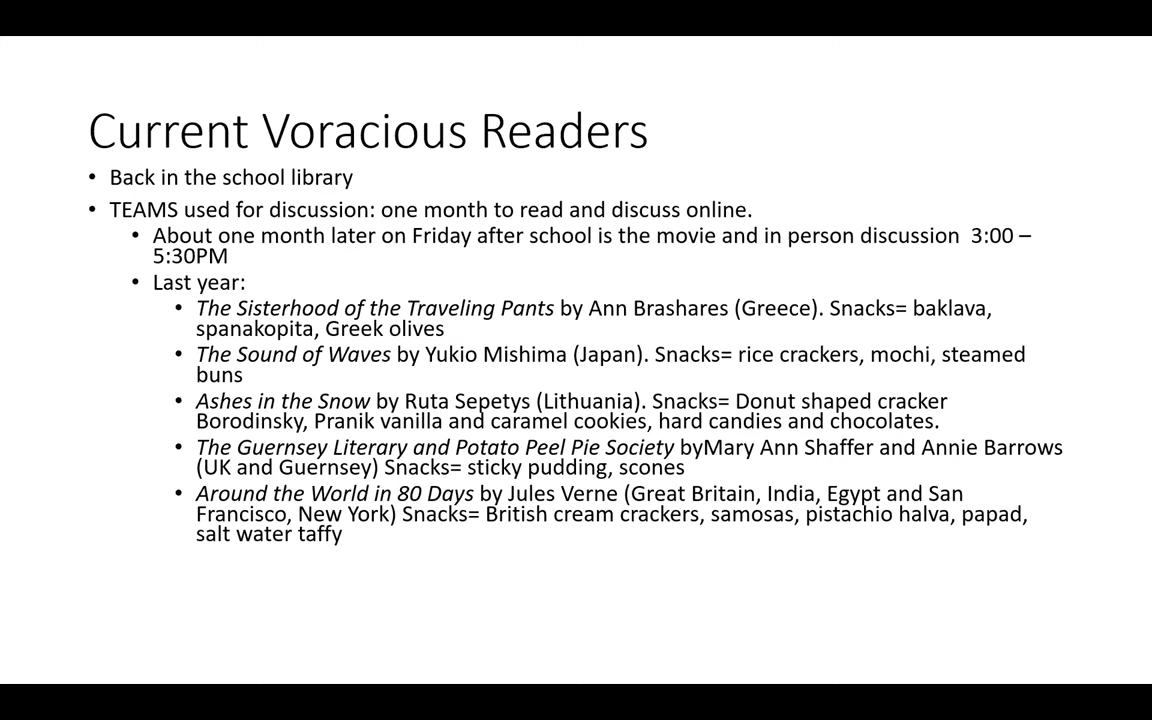 Current Voracious Readers
• Back in the school library
• TEAMS used for discussion: one month to read and discuss online.
• About one month later on Friday after school is the movie and in person discussion  3:00 –
5:30PM
• Last year:
• The Sisterhood of the Traveling Pants by Ann Brashares (Greece). Snacks= baklava,
spanakopita, Greek olives
• The Sound of Waves by Yukio Mishima (Japan). Snacks= rice crackers, mochi, steamed
buns
• Ashes in the Snow by Ruta Sepetys (Lithuania). Snacks= Donut shaped cracker
Borodinsky, Pranik vanilla and caramel cookies, hard candies and chocolates.
• The Guernsey Literary and Potato Peel Pie Society byMary Ann Shaffer and Annie Barrows
(UK and Guernsey) Snacks= sticky pudding, scones
• Around the World in 80 Days by Jules Verne (Great Britain, India, Egypt and San
Francisco, New York) Snacks= British cream crackers, samosas, pistachio halva, papad,
salt water taffy